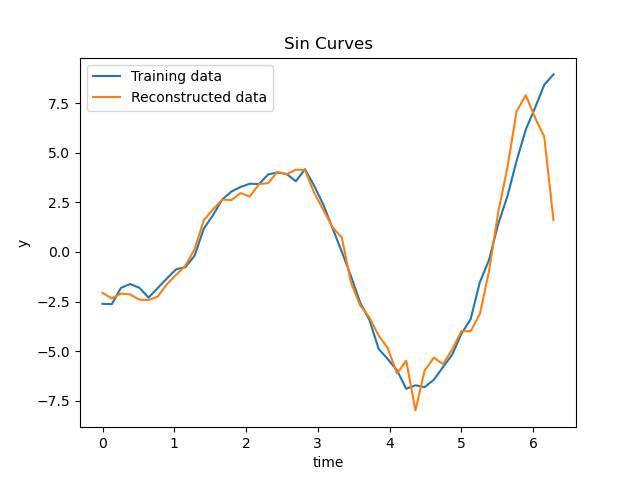 Sin Curves
Training data
Reconstructed data
7.5
5.0
2.5
0.0
−2.5
−5.0
−7.5
y
0 1 2 3 4 5 6
time